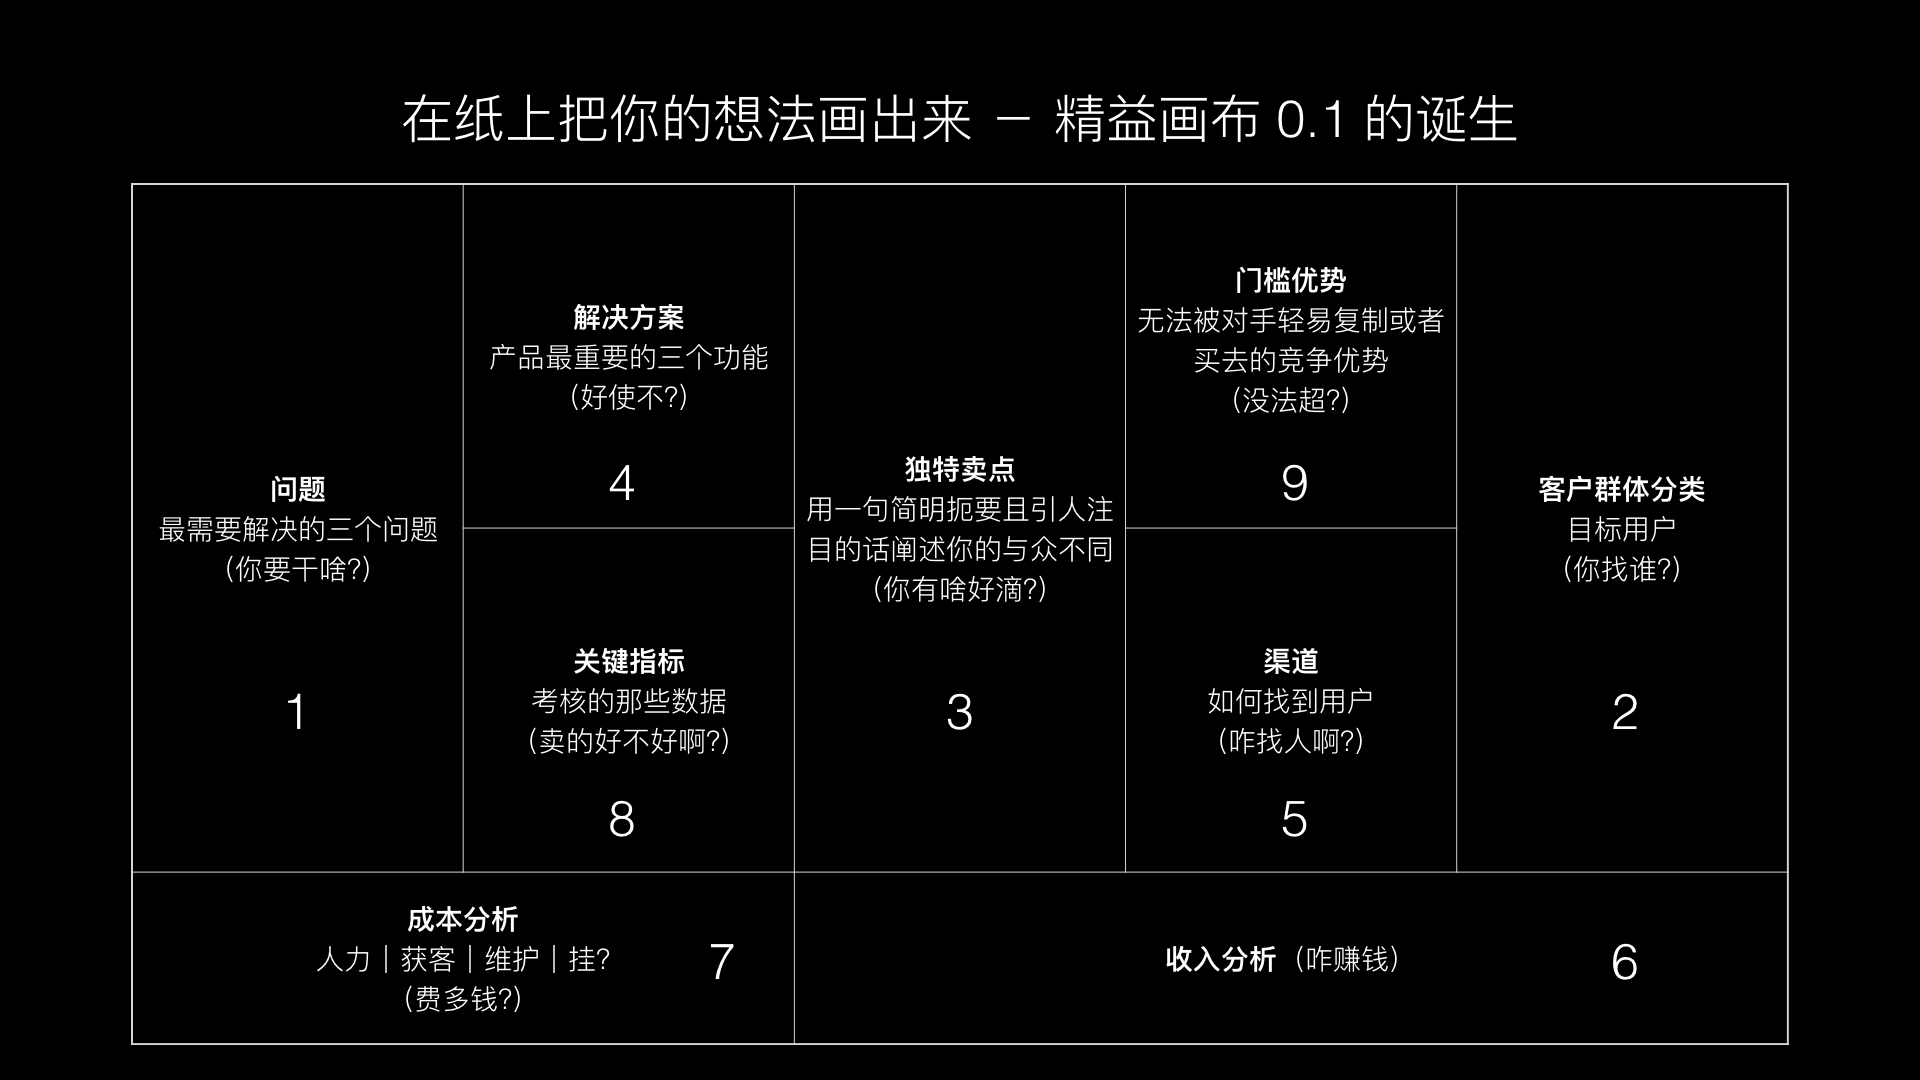 在纸上把你的想法画出来 － 精益画布 0.1 的诞生
问题
最需要解决的三个问题
（你要干啥？）
1
解决方案
产品最重要的三个功能
（好使不？）
4
关键指标
考核的那些数据
（卖的好不好啊？）
8
独特卖点
用一句简明扼要且引人注
目的话阐述你的与众不同
（你有啥好滴？）
3
门槛优势
无法被对手轻易复制或者
买去的竞争优势
（没法超？）
9
渠道
如何找到用户
（咋找人啊？）
5
客户群体分类
目标用户
（你找谁？）
2
成本分析
人力｜获客｜维护｜挂？
（费多钱？）
7
收入分析（咋赚钱）
6